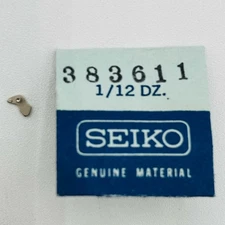 383611
1/12 DZ.
SEIKO
GENUINE MATERIAL